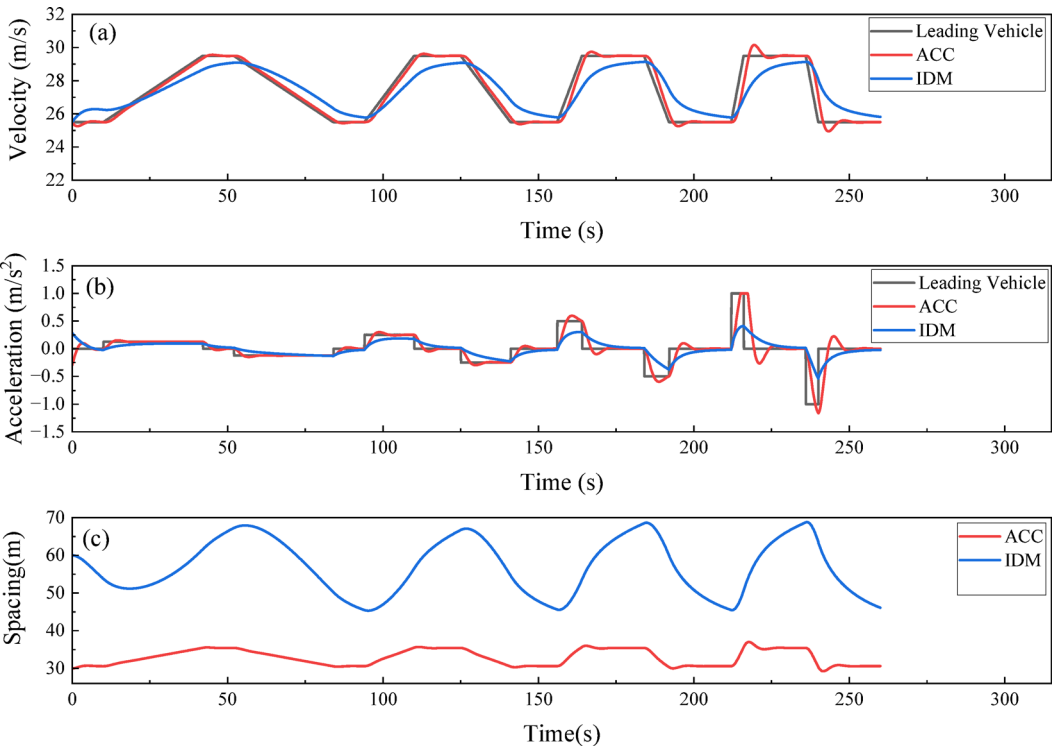 (a)
Velocity (m/s)
32
30
28
26
24
22
Leading Vehicle
ACC
IDM
0 50 100 150 200 250 300
Time (s)
(b)
Acceleration (m/s²)
1.5
1.0
0.5
0.0
−0.5
−1.0
−1.5
Leading Vehicle
ACC
IDM
0 50 100 150 200 250 300
Time (s)
(c)
Spacing(m)
70
60
50
40
30
ACC
IDM
0 50 100 150 200 250 300
Time(s)